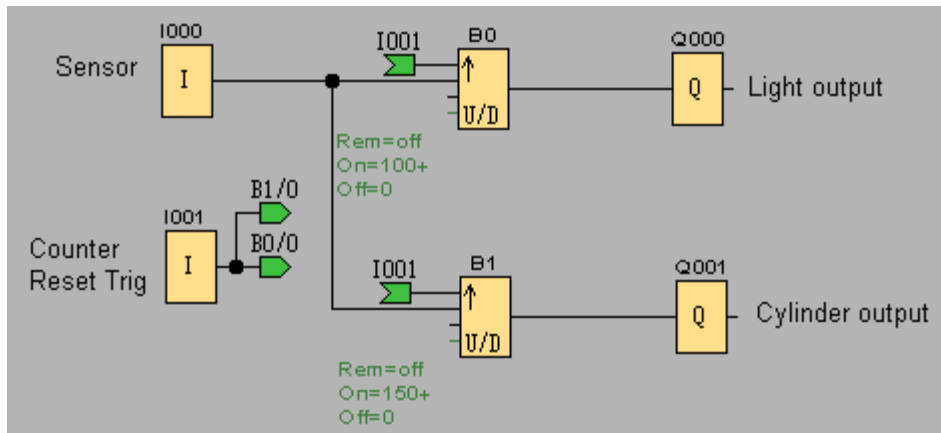 I000
Sensor
I
I001
B0
U/D
Rem=off
On=100+
Off=0
Q000
Q
Light output
I001
Counter
Reset Trig
I
B1/0
B0/0
I001
B1
U/D
Rem=off
On=150+
Off=0
Q001
Q
Cylinder output